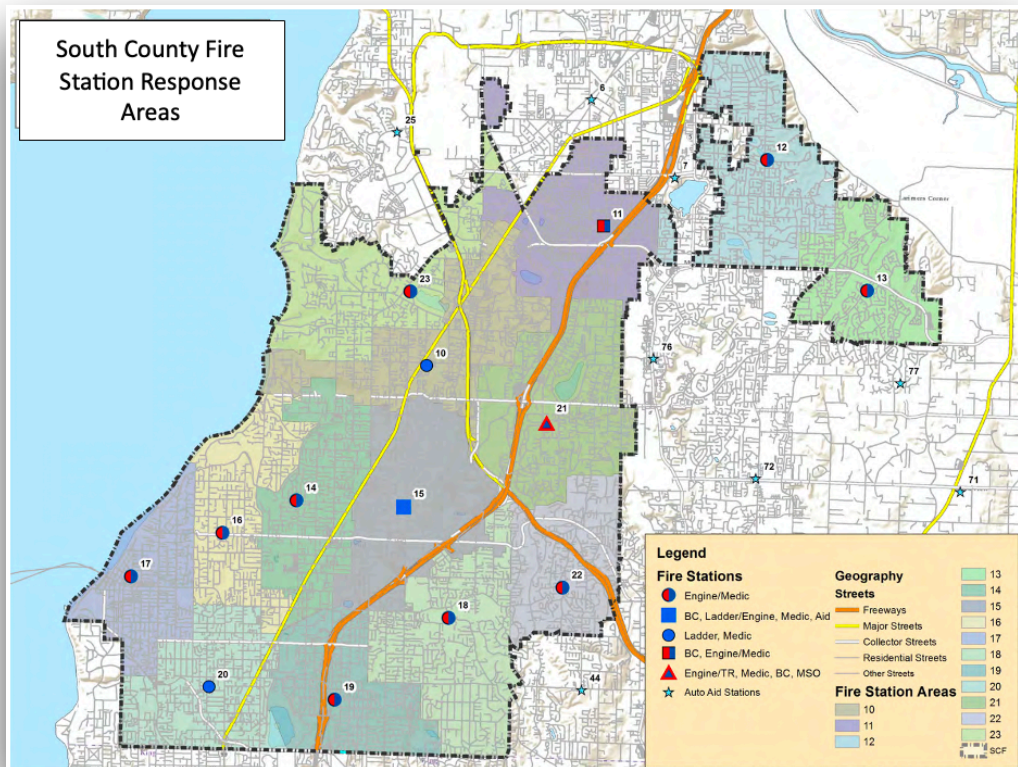 South County Fire
Station Response
Areas
25
6
7
12
11
23
13
10
76
77
21
72
71
14
15
16
17
22
18
20
19
44
Legend
Fire Stations
Engine/Medic
BC, Ladder/Engine, Medic, Aid
Ladder, Medic
BC, Engine/Medic
Engine/TR, Medic, BC, MSO
Auto Aid Stations
Geography
Streets
Freeways
Major Streets
Collector Streets
Residential Streets
Other Streets
Fire Station Areas
10
11
12
13
14
15
16
17
18
19
20
21
22
23
SCF